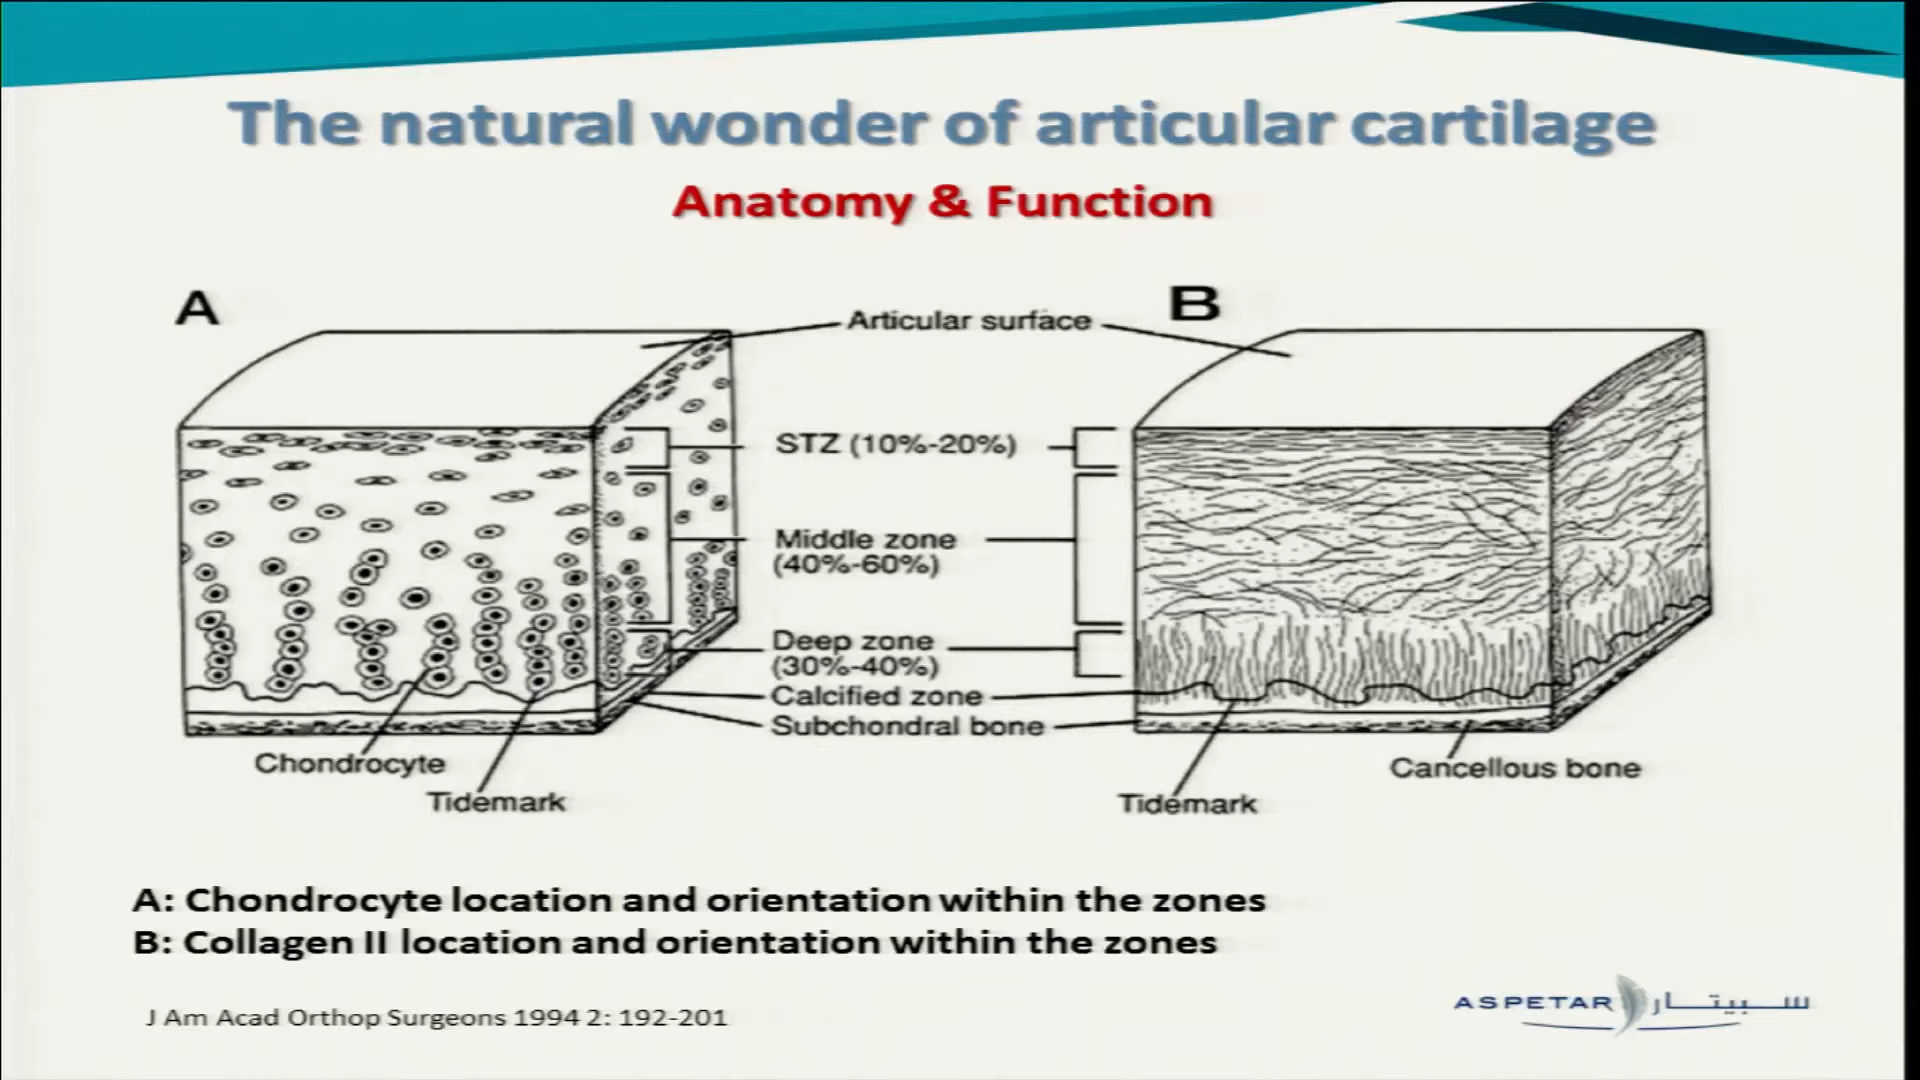 The natural wonder of articular cartilage
Anatomy & Function
A
B
Articular surface
STZ (10%-20%)
Middle zone
(40%-60%)
Deep zone
(30%-40%)
Calcified zone
Subchondral bone
Chondrocyte
Tidemark
Cancellous bone
Tidemark
A: Chondrocyte location and orientation within the zones
B: Collagen II location and orientation within the zones
J Am Acad Orthop Surgeons 1994 2: 192-201
ASPETAR سبيتار